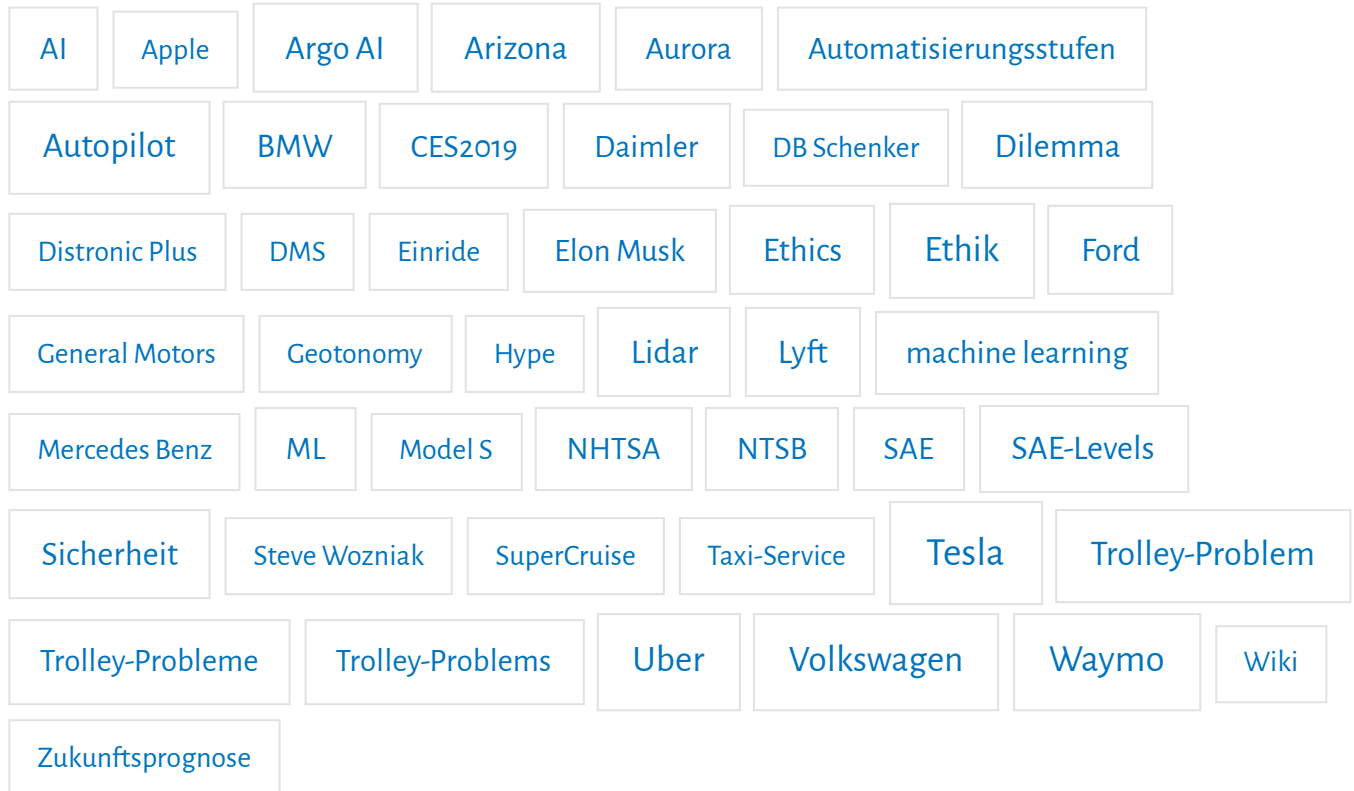 AI Apple Argo AI Arizona Aurora Automatisierungsstufen
Autopilot BMW CES2019 Daimler DB Schenker Dilemma
Distronic Plus DMS Einride Elon Musk Ethics Ethik Ford
General Motors Geotonomy Hype Lidar Lyft machine learning
Mercedes Benz ML Model S NHTSA NTSB SAE SAE-Levels
Sicherheit Steve Wozniak SuperCruise Taxi-Service Tesla Trolley-Problem
Trolley-Probleme Trolley-Problems Uber Volkswagen Waymo Wiki
Zukunftsprognose